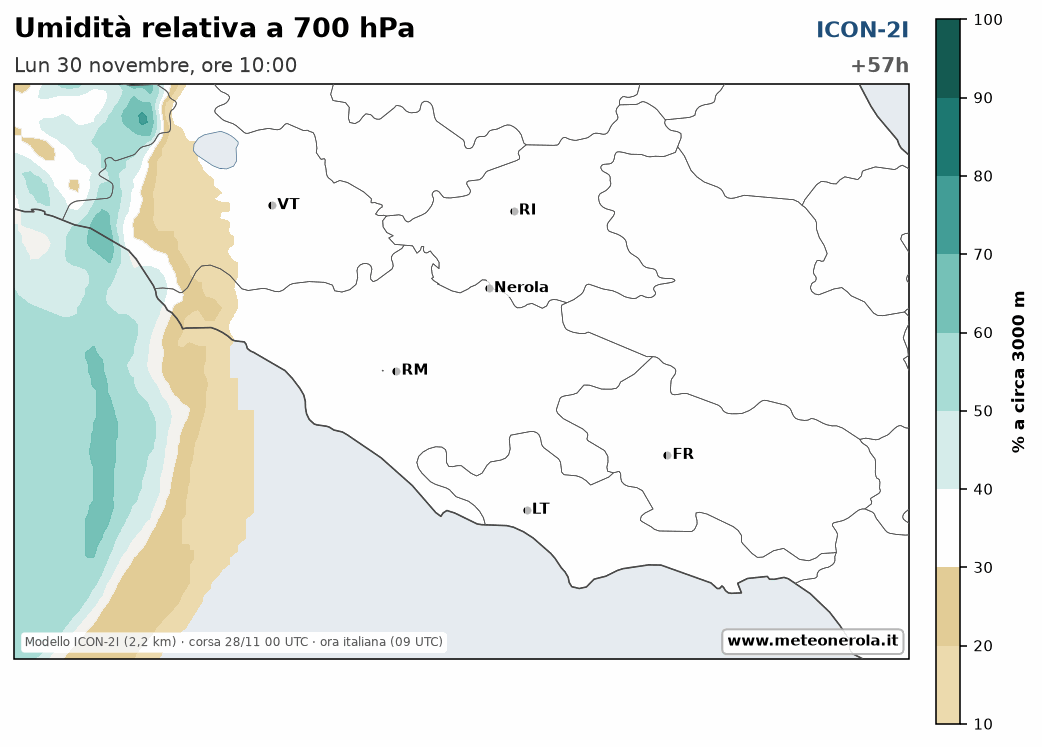 Umidità relativa a 700 hPa
ICON-2I
Lun 30 novembre, ore 10:00
+57h
100
90
80
70
60
50
40
30
20
10
% a circa 3000 m
VT
RI
Nerola
RM
FR
LT
Modello ICON-2I (2,2 km) · corsa 28/11 00 UTC · ora italiana (09 UTC)
www.meteonerola.it